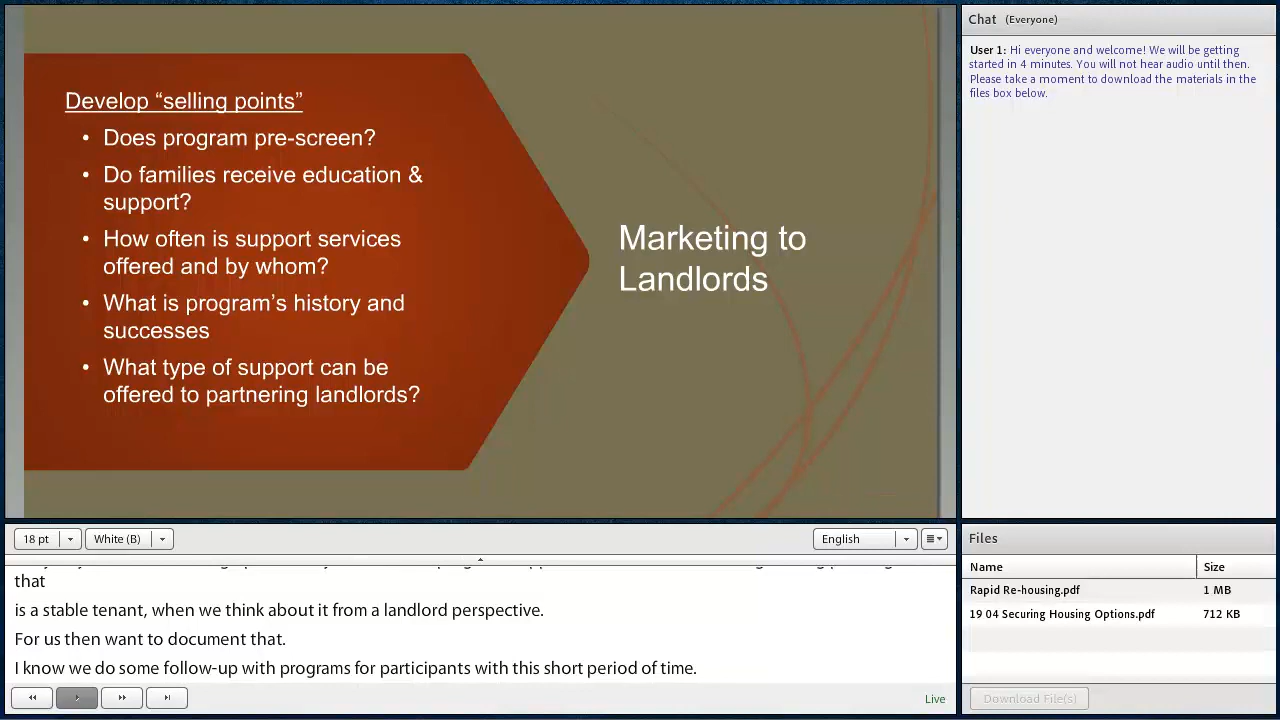 Develop “selling points”
• Does program pre-screen?
• Do families receive education &
support?
• How often is support services
offered and by whom?
• What is program’s history and
successes
• What type of support can be
offered to partnering landlords?
Marketing to
Landlords
Chat (Everyone)
User 1: Hi everyone and welcome! We will be getting
started in 4 minutes. You will not hear audio until then.
Please take a moment to download the materials in the
files box below.
18 pt
White (B)
English
that
is a stable tenant, when we think about it from a landlord perspective.
For us then want to document that.
I know we do some follow-up with programs for participants with this short period of time.
Live
Files
Name Size
Rapid Re-housing.pdf 1 MB
19 04 Securing Housing Options.pdf 712 KB
Download File(s)